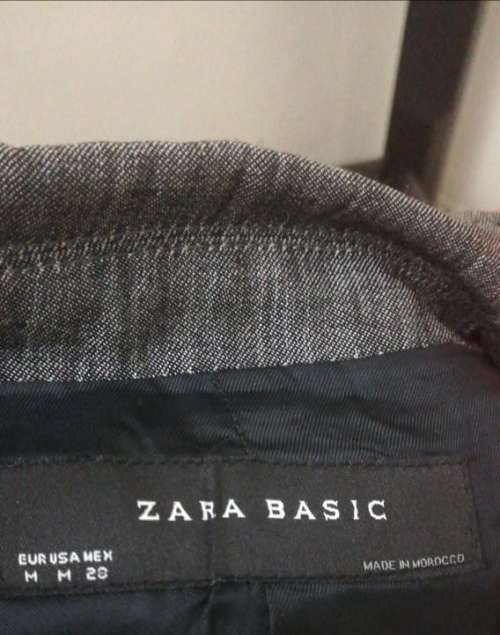 ZARA BASIC
EUR USA MEX
M M 28
MADE IN MOROCCO